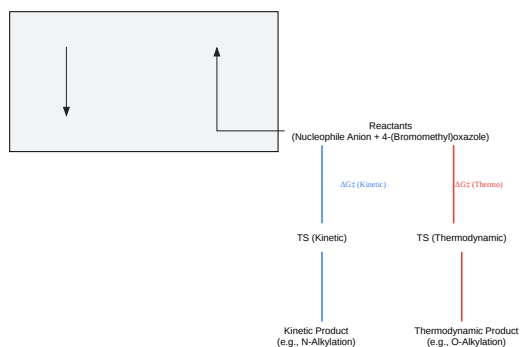 Reactants
(Nucleophile Anion + 4-(Bromomethyl)oxazole)
ΔG‡ (Kinetic)
ΔG‡ (Thermo)
TS (Kinetic)
TS (Thermodynamic)
Kinetic Product
(e.g., N-Alkylation)
Thermodynamic Product
(e.g., O-Alkylation)